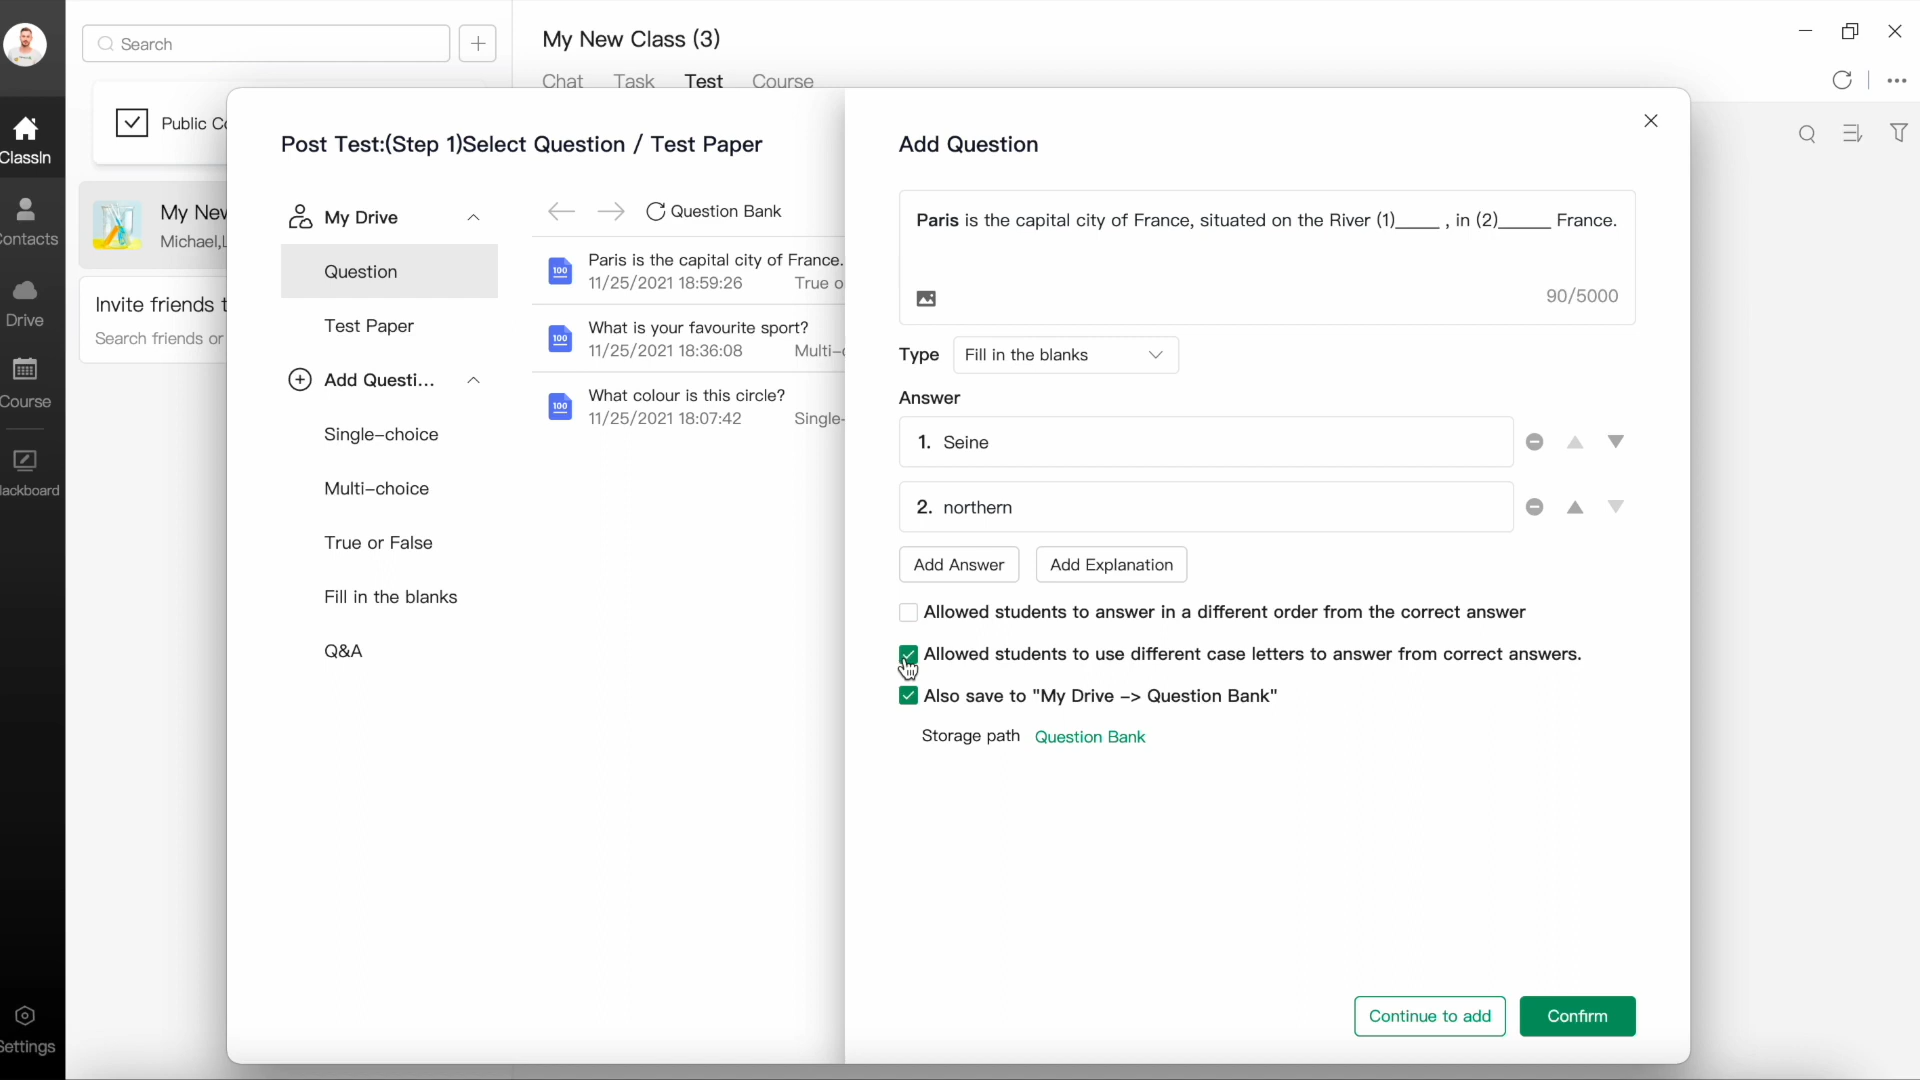 Search
My New Class (3)
Chat Task Test Course
ClassIn
ontacts
Drive
Course
lackboard
Settings
Public Co
My New
Michael,L
Invite friends t
Search friends or
Post Test:(Step 1)Select Question / Test Paper
My Drive
Question
Test Paper
Add Questi...
Single-choice
Multi-choice
True or False
Fill in the blanks
Q&A
Question Bank
100
Paris is the capital city of France.
11/25/2021 18:59:26 True o
100
What is your favourite sport?
11/25/2021 18:36:08 Multi-c
100
What colour is this circle?
11/25/2021 18:07:42 Single-
Add Question
Paris is the capital city of France, situated on the River (1)____ , in (2)_____ France.
90/5000
Type Fill in the blanks
Answer
1. Seine
2. northern
Add Answer Add Explanation
Allowed students to answer in a different order from the correct answer
Allowed students to use different case letters to answer from correct answers.
Also save to "My Drive -> Question Bank"
Storage path Question Bank
Continue to add Confirm